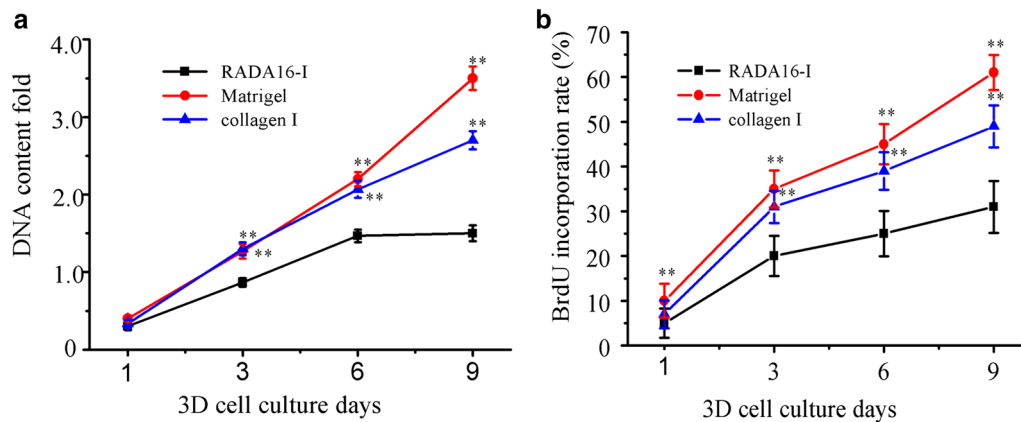 a
4.0
3.0
2.0
1.0
0
DNA content fold
RADA16-I
Matrigel
collagen I
**
**
**
**
**
**
1
3
6
9
3D cell culture days
b
70
60
50
40
30
20
10
0
BrdU incorporation rate (%)
RADA16-I
Matrigel
collagen I
**
**
**
**
**
**
**
1
3
6
9
3D cell culture days